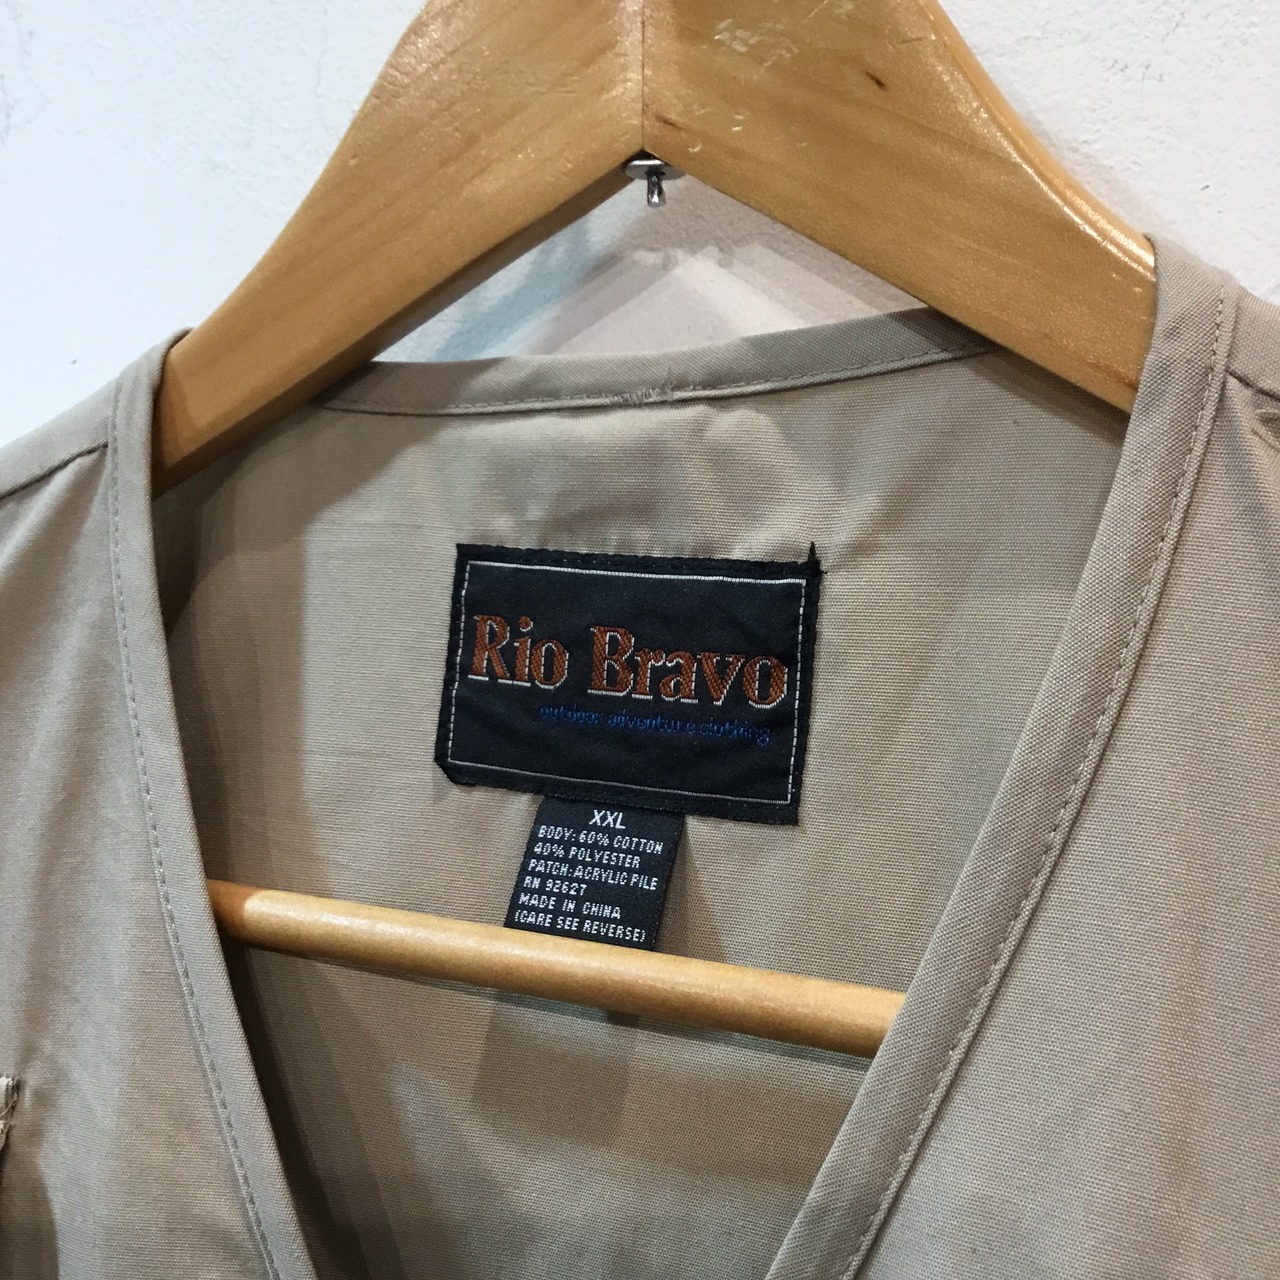 Rio Bravo
outdoor adventure clothing
XXL
BODY: 60% COTTON
40% POLYESTER
PATCH: ACRYLIC PILE
RN 92627
MADE IN CHINA
(CARE SEE REVERSE)